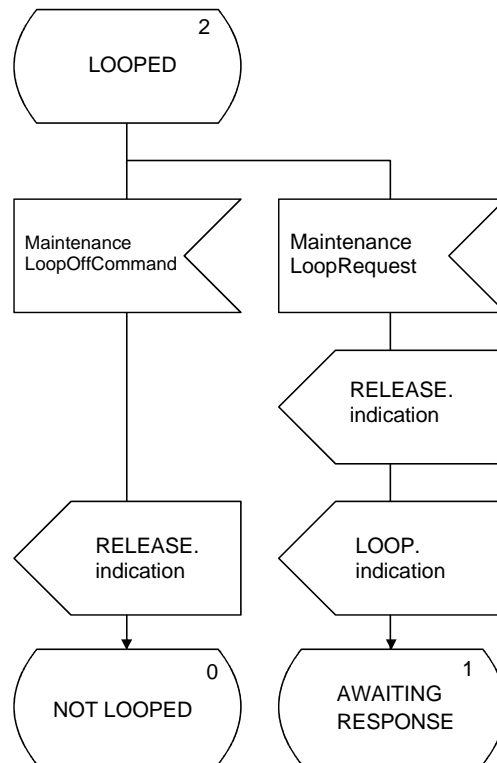 2
LOOPED
Maintenance
LoopOffCommand
Maintenance
LoopRequest
RELEASE.
indication
RELEASE.
indication
LOOP.
indication
0
NOT LOOPED
1
AWAITING
RESPONSE